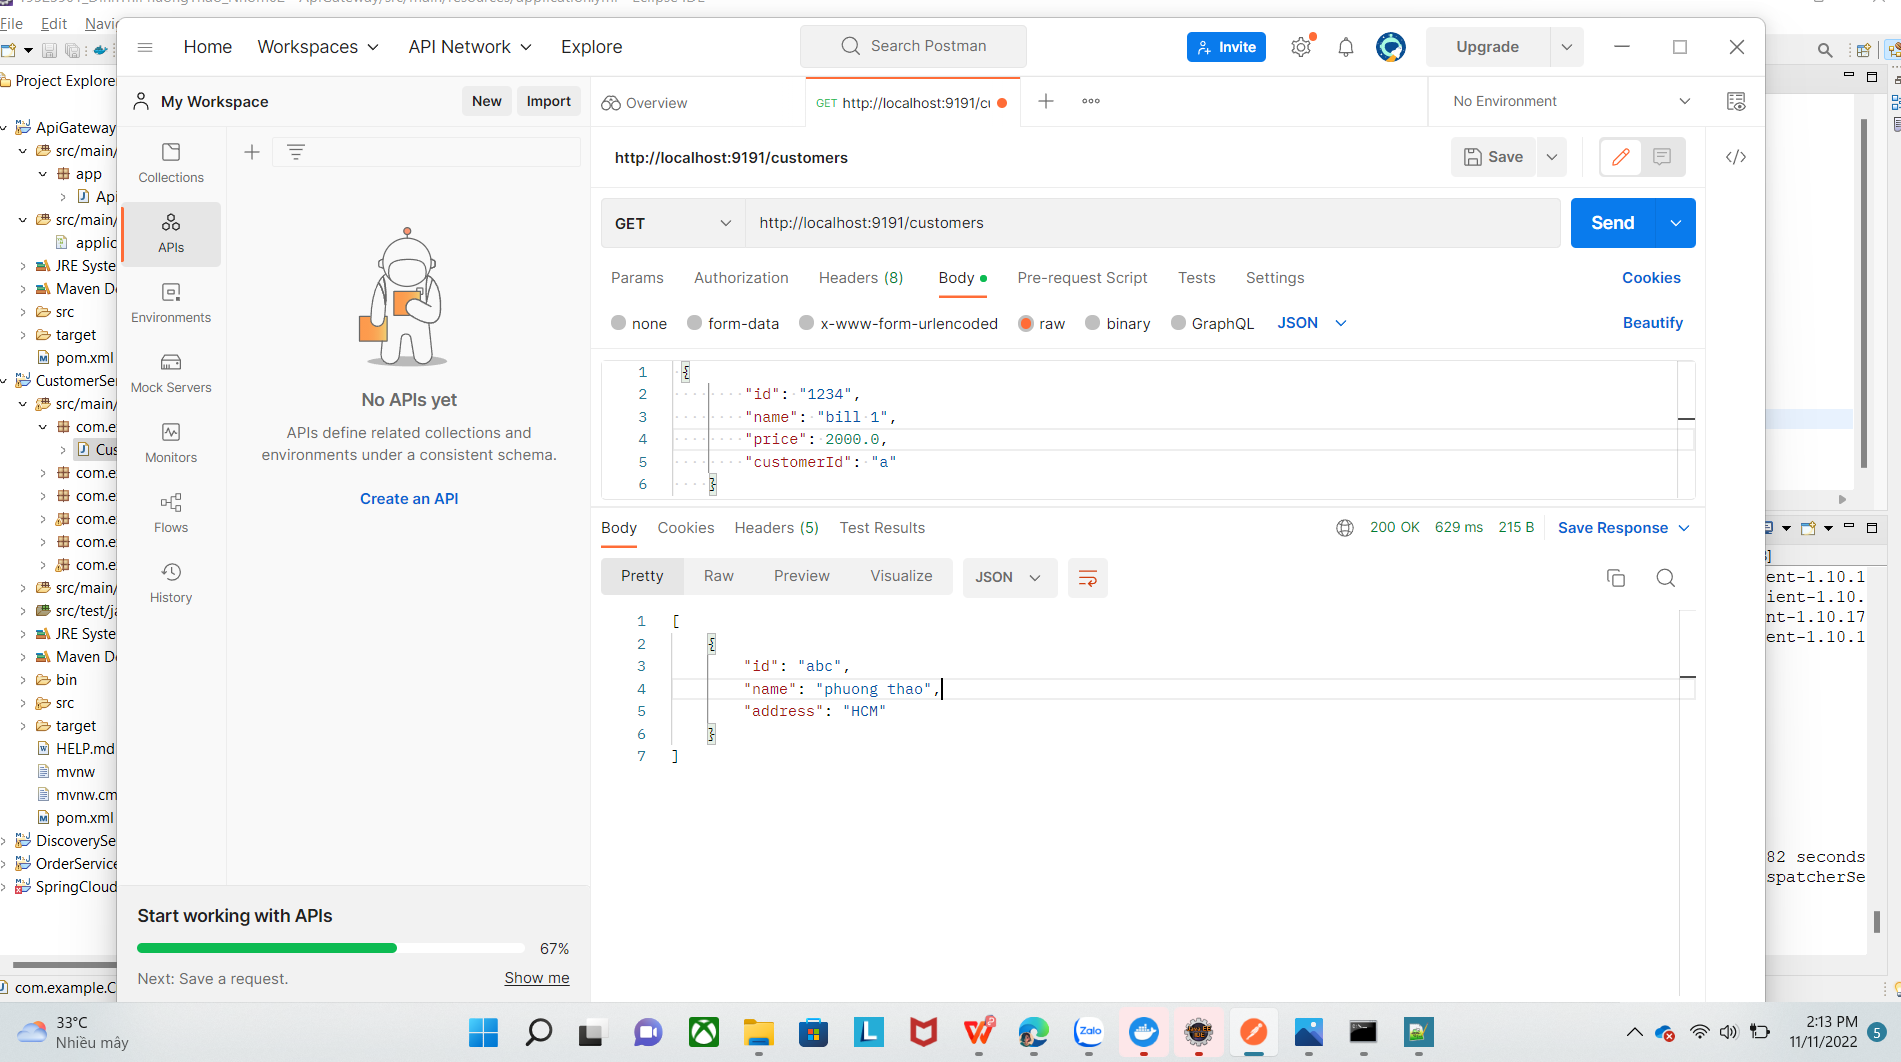 File Edit
Project Explore
ApiGateway
src/main/
app
Api
src/main/
applic
JRE Syste
Maven De
src
target
pom.xml
CustomerSer
src/main/
com.e
Cus
com.e
com.e
com.e
com.e
com.e
src/main/
src/test/ja
JRE Syste
Maven De
bin
src
target
HELP.md
mvnw
mvnw.cm
pom.xml
DiscoverySe
OrderService
SpringCloud
com.example.C
Home Workspaces API Network Explore
Search Postman
Invite
Upgrade
My Workspace
New Import
Overview
GET http://localhost:9191/cu
No Environment
Collections
APIs
Environments
Mock Servers
Monitors
Flows
History
No APIs yet
APIs define related collections and
environments under a consistent schema.
Create an API
Start working with APIs
67%
Next: Save a request. Show me
http://localhost:9191/customers
Save
GET http://localhost:9191/customers
Send
Params Authorization Headers (8) Body Pre-request Script Tests Settings Cookies
none form-data x-www-form-urlencoded raw binary GraphQL JSON Beautify
1 {
2 "id": "1234",
3 "name": "bill 1",
4 "price": 2000.0,
5 "customerId": "a"
6 }
Body Cookies Headers (5) Test Results
200 OK 629 ms 215 B Save Response
Pretty Raw Preview Visualize JSON
1 [
2 {
3 "id": "abc",
4 "name": "phuong thao",
5 "address": "HCM"
6 }
7 ]
ent-1.10.1
ient-1.10.
nt-1.10.17
ent-1.10.1
82 seconds
spatcherSe
33°C
Nhiều mây
Zalo
2:13 PM
11/11/2022
5